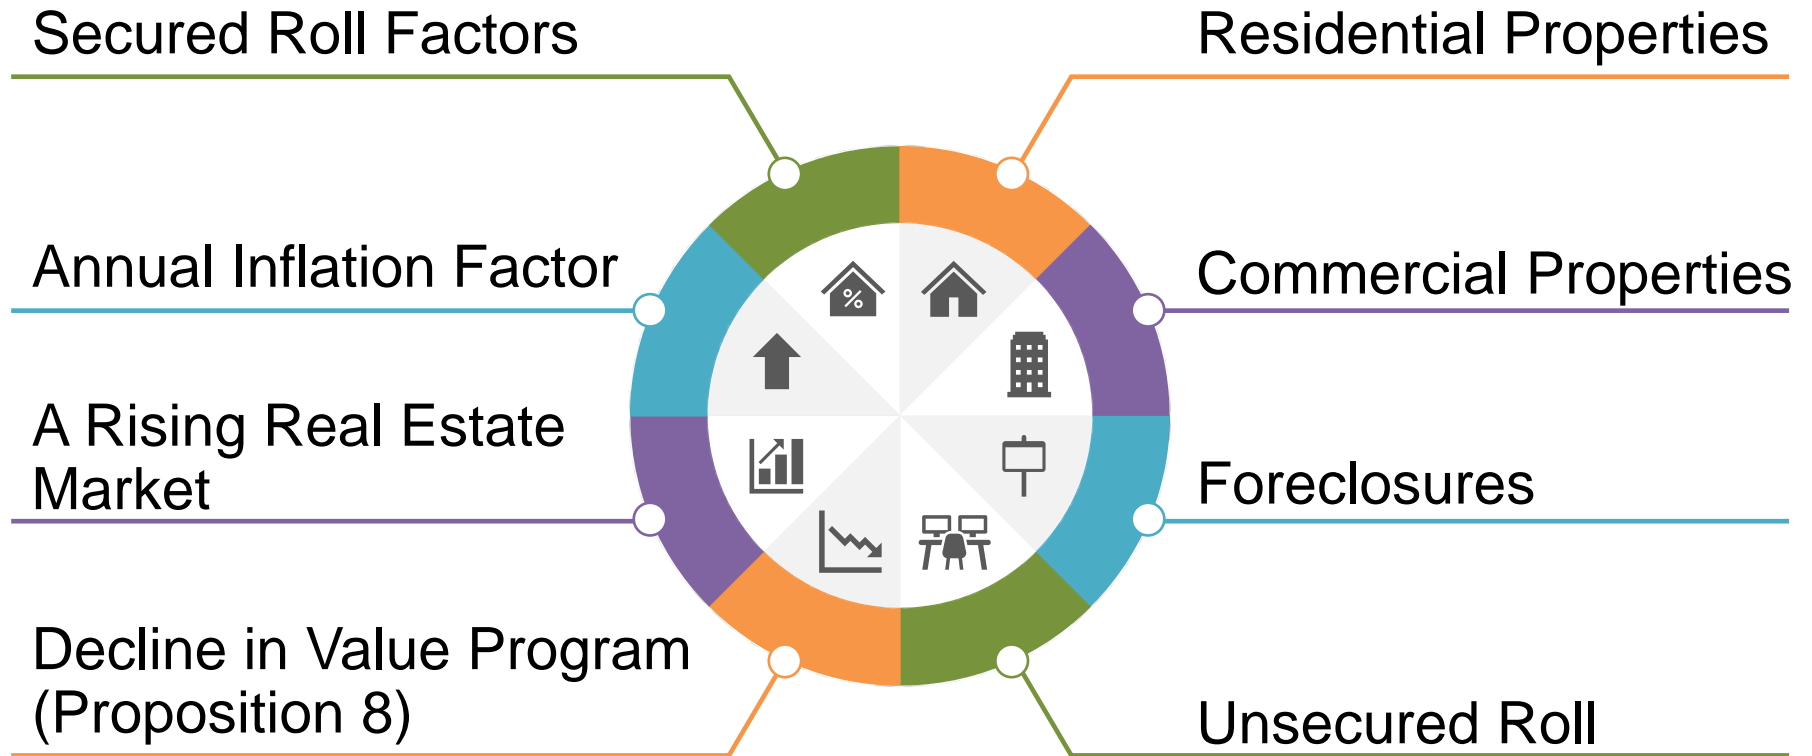 Secured Roll Factors
Residential Properties
Annual Inflation Factor
Commercial Properties
A Rising Real Estate
Market
Foreclosures
Decline in Value Program
(Proposition 8)
Unsecured Roll
%